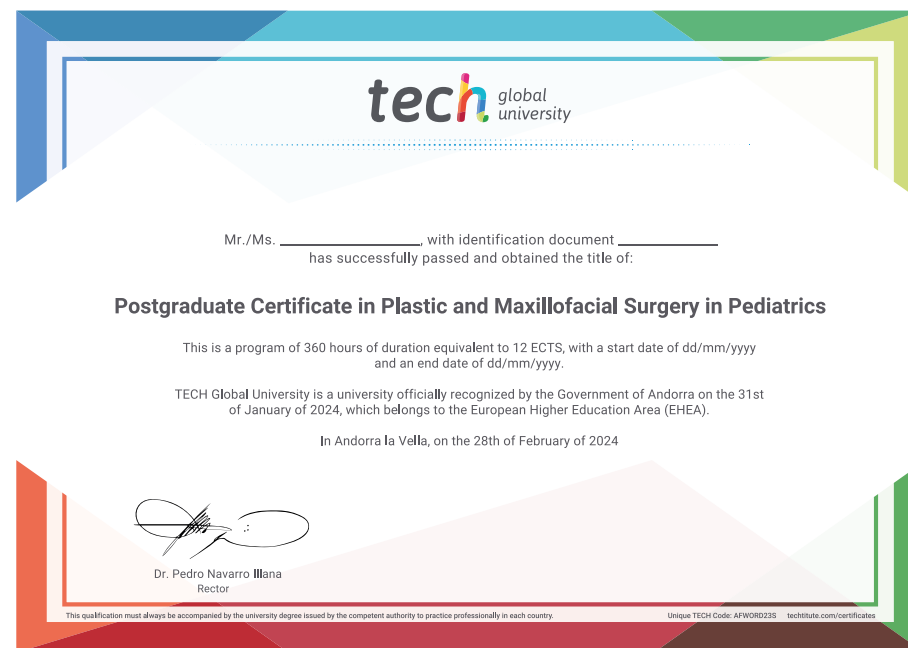 tech global
university
Mr./Ms. ____________, with identification document ____________
has successfully passed and obtained the title of:
Postgraduate Certificate in Plastic and Maxillofacial Surgery in Pediatrics
This is a program of 360 hours of duration equivalent to 12 ECTS, with a start date of dd/mm/yyyy
and an end date of dd/mm/yyyy.
TECH Global University is a university officially recognized by the Government of Andorra on the 31st
of January of 2024, which belongs to the European Higher Education Area (EHEA).
In Andorra la Vella, on the 28th of February of 2024
Dr. Pedro Navarro Illana
Rector
This qualification must always be accompanied by the university degree issued by the competent authority to practice professionally in each country.
Unique TECH Code: AFWORD23S techtitute.com/certificates